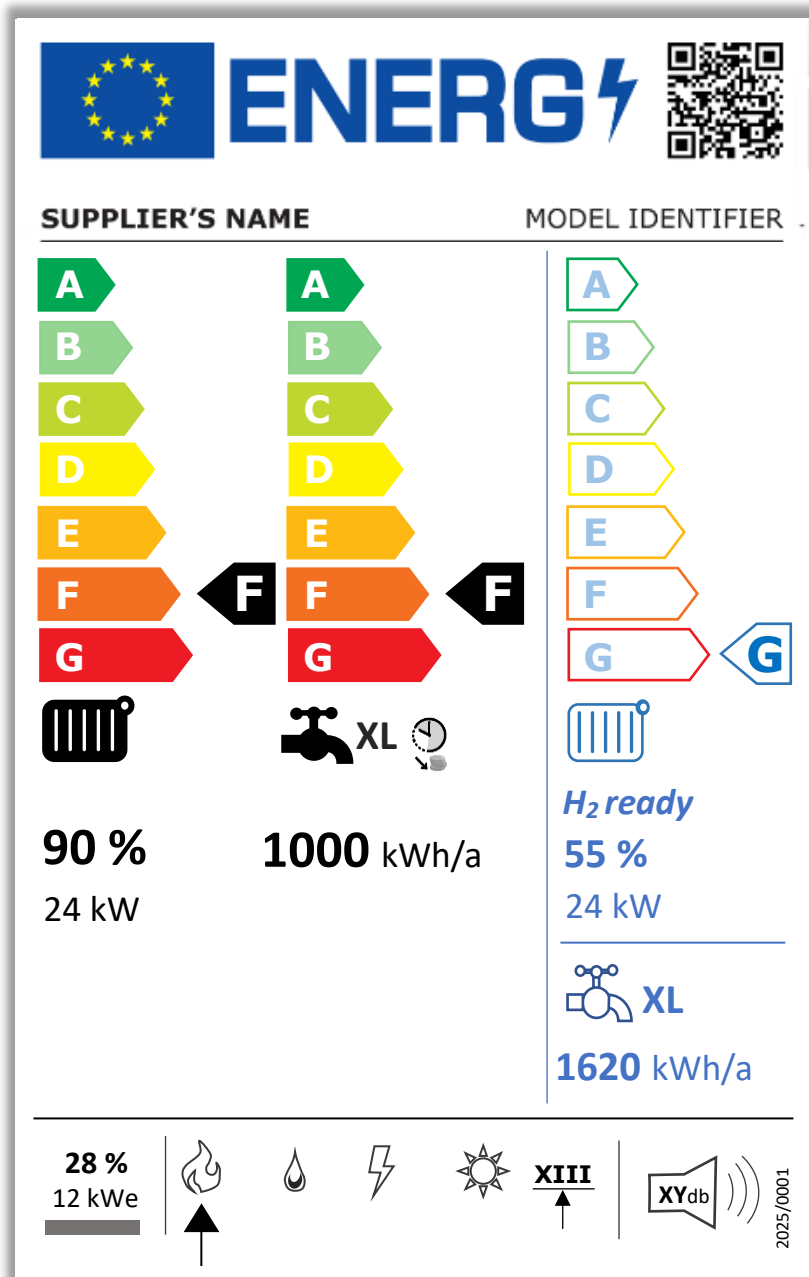 ENERG
SUPPLIER'S NAME
MODEL IDENTIFIER
A
B
C
D
E
F
G
F
A
B
C
D
E
F
G
F
A
B
C
D
E
F
G
G
XL
90 %
24 kW
1000 kWh/a
H₂ ready
55 %
24 kW
XL
1620 kWh/a
28 %
12 kWe
XIII
XYdb
2025/0001